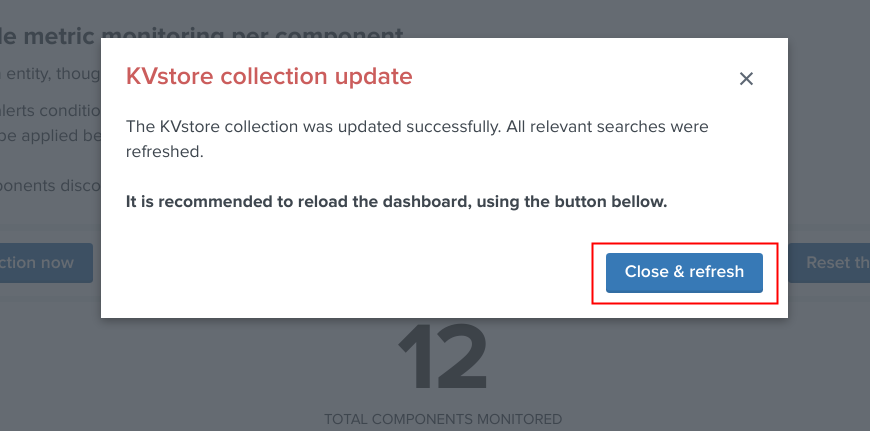 le metric monitoring per component
KVstore collection update
×
entity, thoug
alerts conditio
be applied be
The KVstore collection was updated successfully. All relevant searches were
refreshed.
ponents disco
It is recommended to reload the dashboard, using the button bellow.
ction now
Close & refresh
Reset th
12
TOTAL COMPONENTS MONITORED